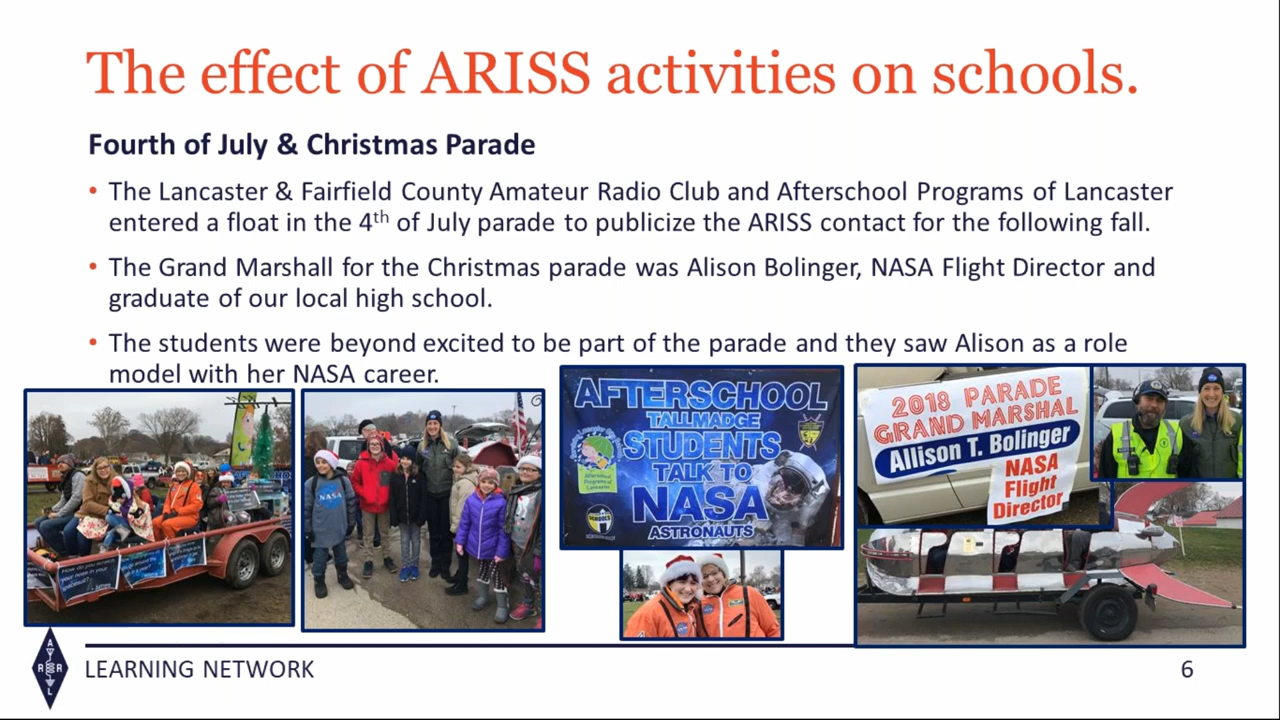 The effect of ARISS activities on schools.
Fourth of July & Christmas Parade
• The Lancaster & Fairfield County Amateur Radio Club and Afterschool Programs of Lancaster
entered a float in the 4th of July parade to publicize the ARISS contact for the following fall.
• The Grand Marshall for the Christmas parade was Alison Bolinger, NASA Flight Director and
graduate of our local high school.
• The students were beyond excited to be part of the parade and they saw Alison as a role
model with her NASA career.
NASA
AFTERSCHOOL
TALLMADGE
STUDENTS
TALK TO
NASA
ASTRONAUTS
2018 PARADE
GRAND MARSHAL
Allison T. Bolinger
NASA
Flight
Director
ARRL
LEARNING NETWORK
6